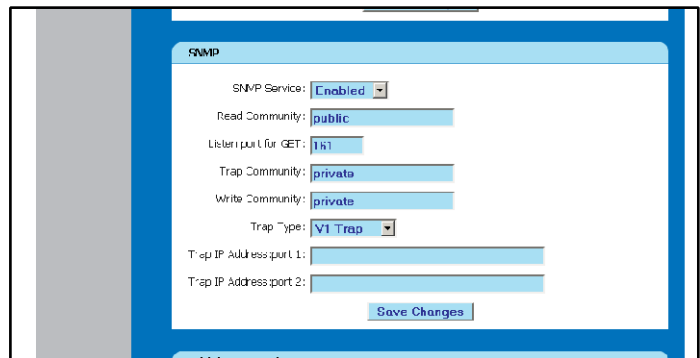 SNMP
SNMP Service: Enabled
Read Community: public
Listen port for GET: 161
Trap Community: private
Write Community: private
Trap Type: V1 Trap
Trap IP Address:port 1:
Trap IP Address:port 2:
Save Changes